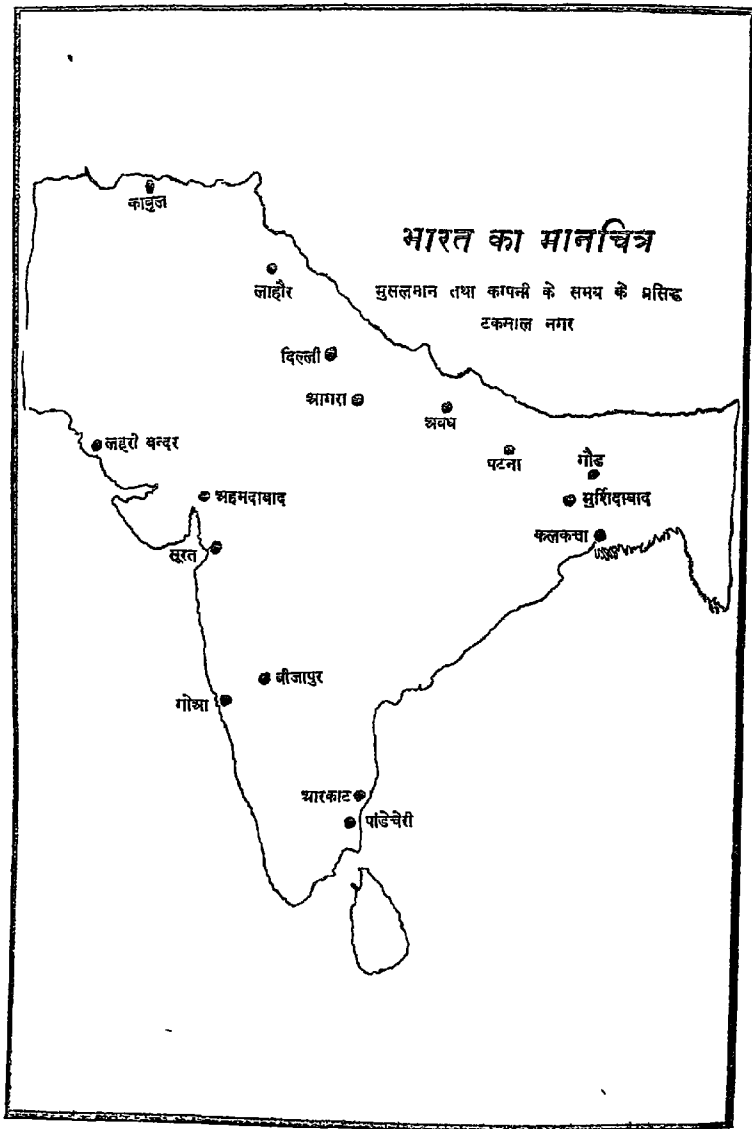 काबुल
भारत का मानचित्र
लाहौर
मुसलमान तथा कम्पनी के समय के प्रसिद्ध
टकसाल नगर
दिल्ली
आगरा
अवध
लहरी बन्दर
पटना
गौड
अहमदाबाद
मुर्शिदाबाद
कलकत्ता
सूरत
बीजापुर
गोआ
आरकाट
पांडेचेरी